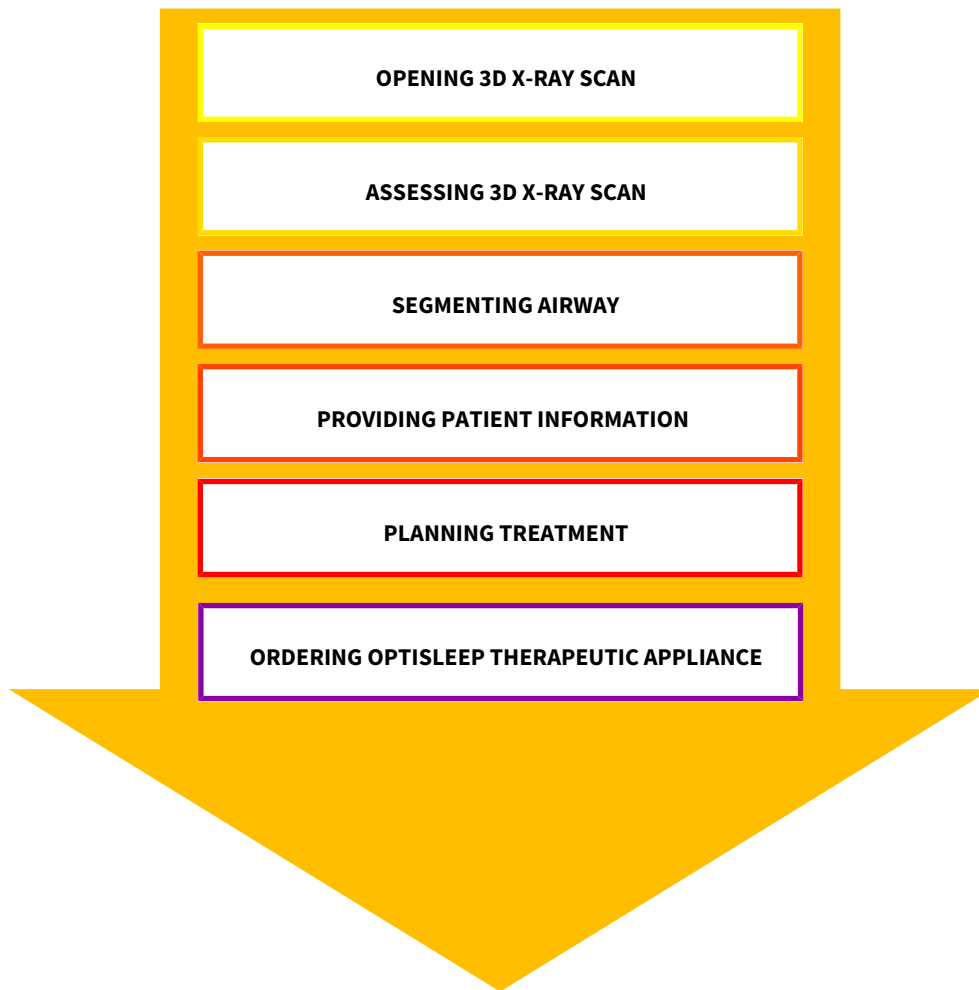 OPENING 3D X-RAY SCAN
ASSESSING 3D X-RAY SCAN
SEGMENTING AIRWAY
PROVIDING PATIENT INFORMATION
PLANNING TREATMENT
ORDERING OPTISLEEP THERAPEUTIC APPLIANCE